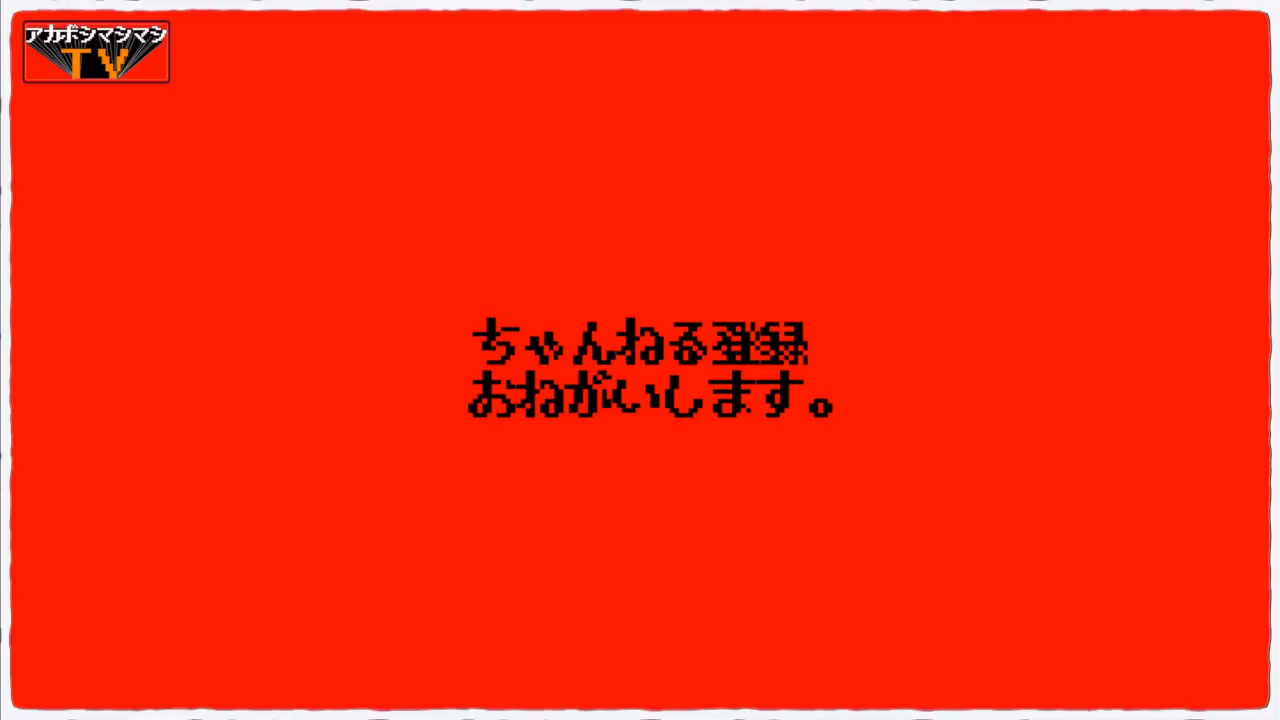 アカボシマシマシ
TV
ちゃんねる登録
おねがいします。